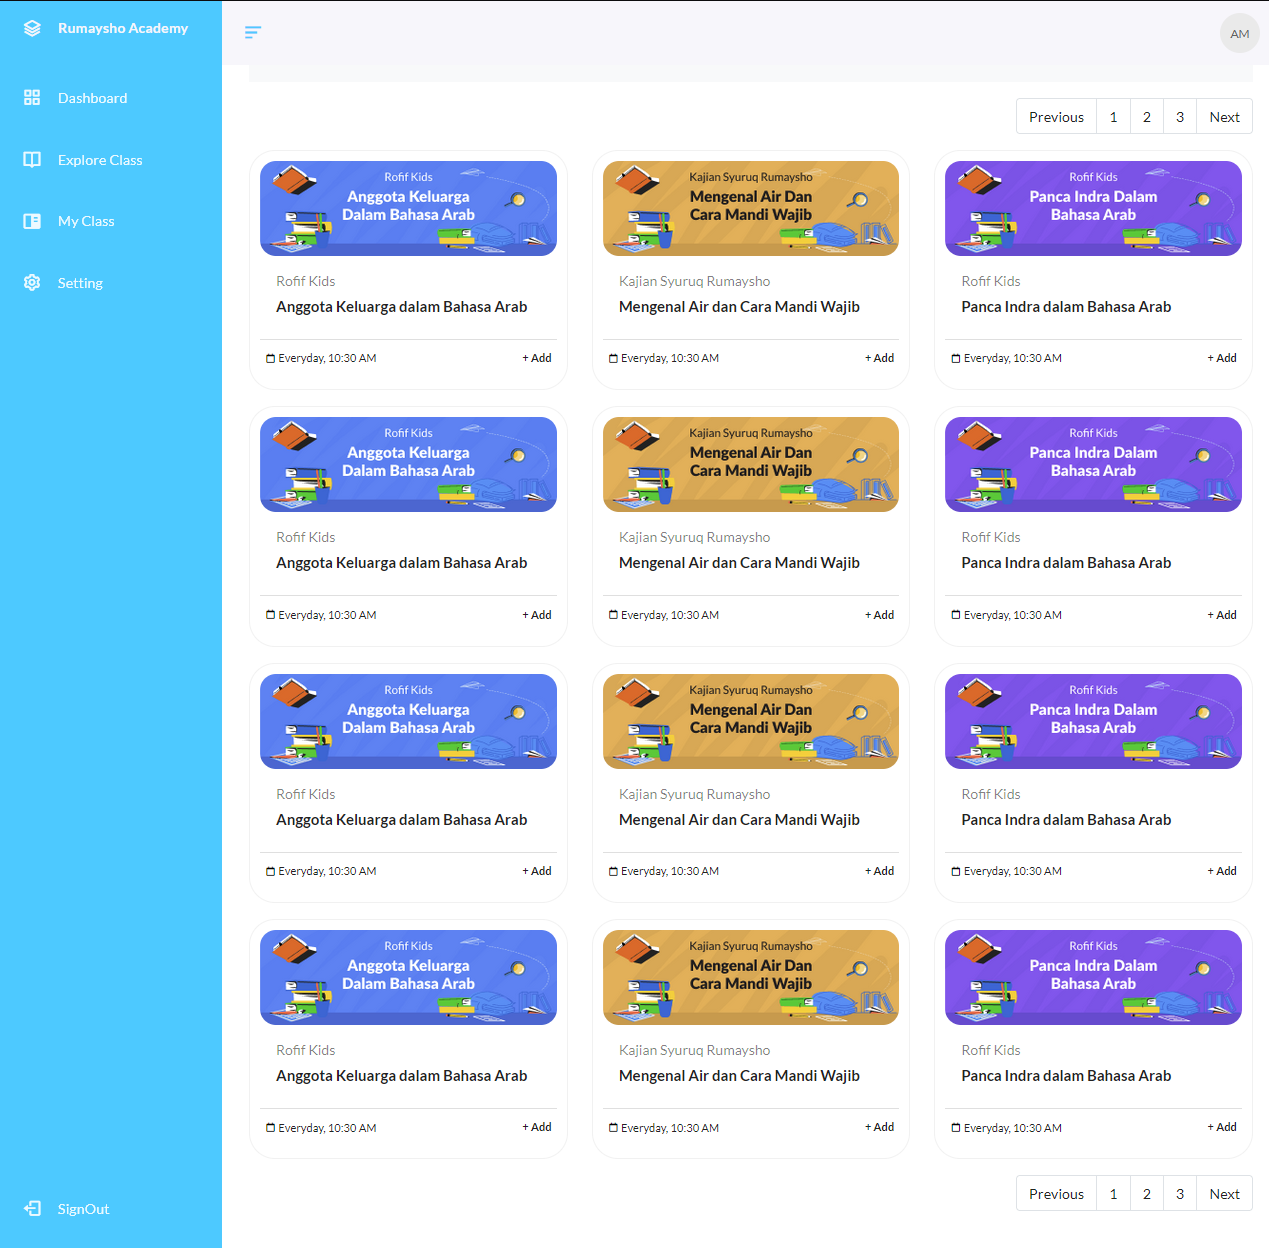 Rumaysho Academy
AM
Dashboard
Explore Class
My Class
Setting
SignOut
Previous 1 2 3 Next
Rofif Kids
Anggota Keluarga
Dalam Bahasa Arab
Rofif Kids
Anggota Keluarga dalam Bahasa Arab
Everyday, 10:30 AM + Add
Kajian Syuruq Rumaysho
Mengenal Air Dan
Cara Mandi Wajib
Kajian Syuruq Rumaysho
Mengenal Air dan Cara Mandi Wajib
Everyday, 10:30 AM + Add
Rofif Kids
Panca Indra Dalam
Bahasa Arab
Rofif Kids
Panca Indra dalam Bahasa Arab
Everyday, 10:30 AM + Add
Rofif Kids
Anggota Keluarga
Dalam Bahasa Arab
Rofif Kids
Anggota Keluarga dalam Bahasa Arab
Everyday, 10:30 AM + Add
Kajian Syuruq Rumaysho
Mengenal Air Dan
Cara Mandi Wajib
Kajian Syuruq Rumaysho
Mengenal Air dan Cara Mandi Wajib
Everyday, 10:30 AM + Add
Rofif Kids
Panca Indra Dalam
Bahasa Arab
Rofif Kids
Panca Indra dalam Bahasa Arab
Everyday, 10:30 AM + Add
Rofif Kids
Anggota Keluarga
Dalam Bahasa Arab
Rofif Kids
Anggota Keluarga dalam Bahasa Arab
Everyday, 10:30 AM + Add
Kajian Syuruq Rumaysho
Mengenal Air Dan
Cara Mandi Wajib
Kajian Syuruq Rumaysho
Mengenal Air dan Cara Mandi Wajib
Everyday, 10:30 AM + Add
Rofif Kids
Panca Indra Dalam
Bahasa Arab
Rofif Kids
Panca Indra dalam Bahasa Arab
Everyday, 10:30 AM + Add
Rofif Kids
Anggota Keluarga
Dalam Bahasa Arab
Rofif Kids
Anggota Keluarga dalam Bahasa Arab
Everyday, 10:30 AM + Add
Kajian Syuruq Rumaysho
Mengenal Air Dan
Cara Mandi Wajib
Kajian Syuruq Rumaysho
Mengenal Air dan Cara Mandi Wajib
Everyday, 10:30 AM + Add
Rofif Kids
Panca Indra Dalam
Bahasa Arab
Rofif Kids
Panca Indra dalam Bahasa Arab
Everyday, 10:30 AM + Add
Previous 1 2 3 Next